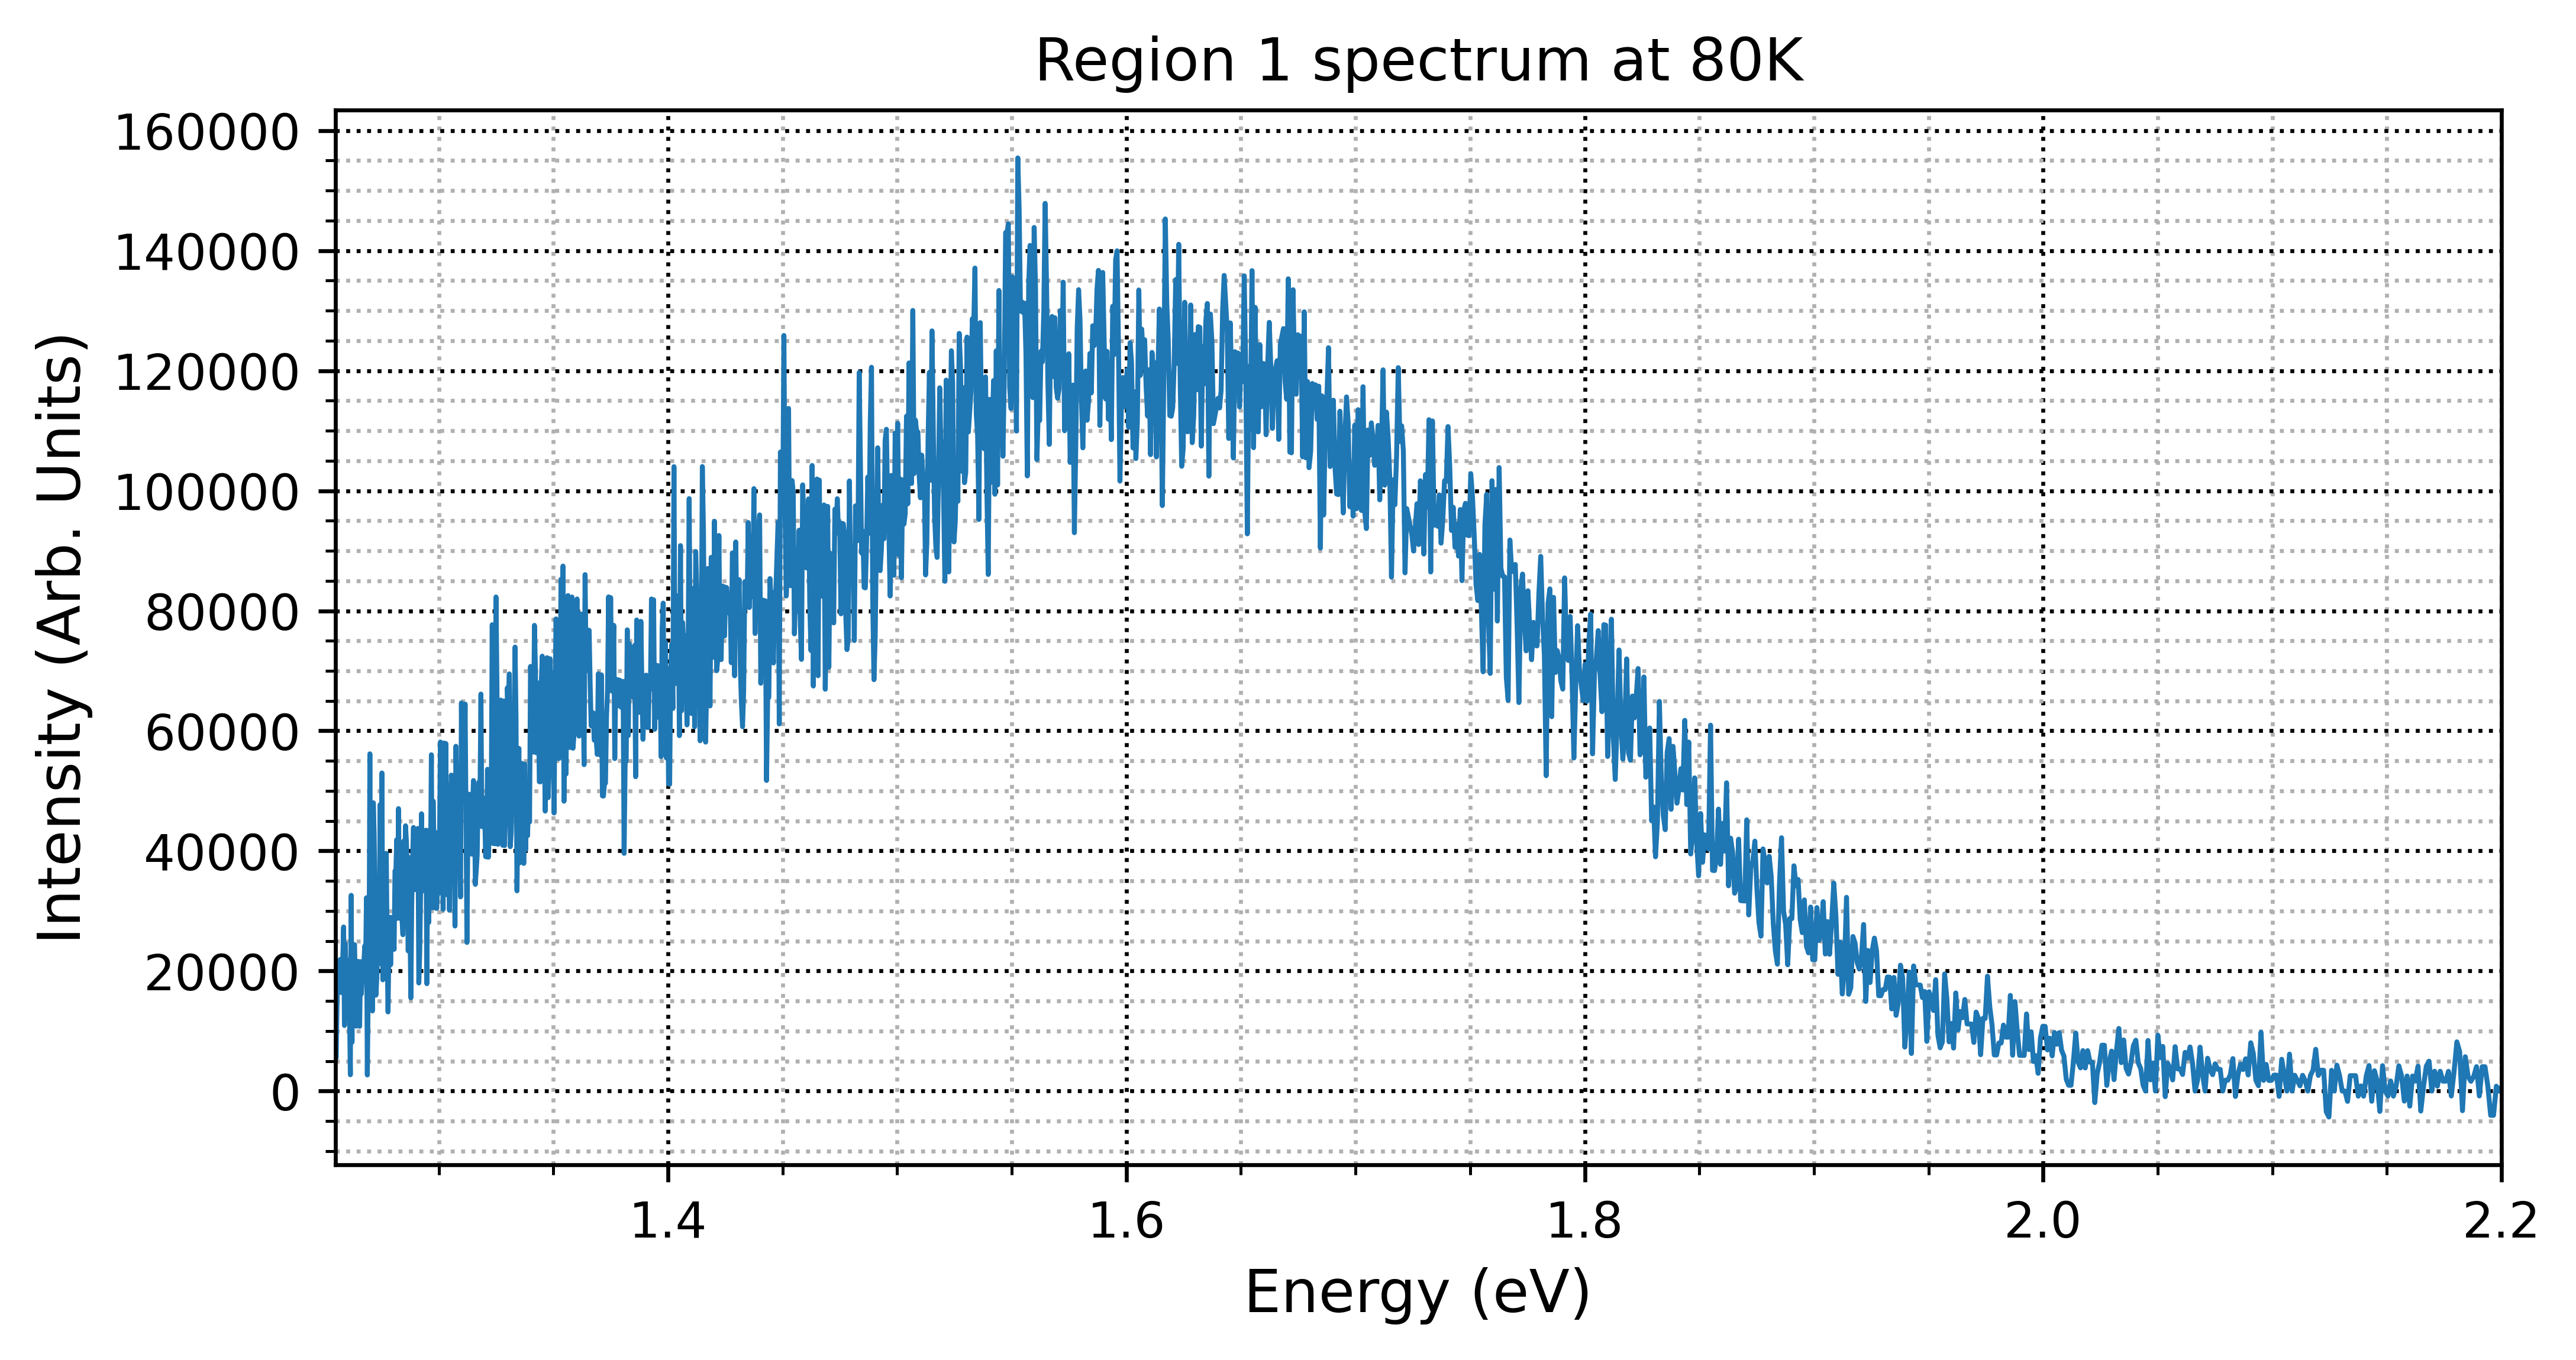 Region 1 spectrum at 80K
160000
140000
120000
100000
80000
60000
40000
20000
0
Intensity (Arb. Units)
1.4 1.6 1.8 2.0 2.2
Energy (eV)